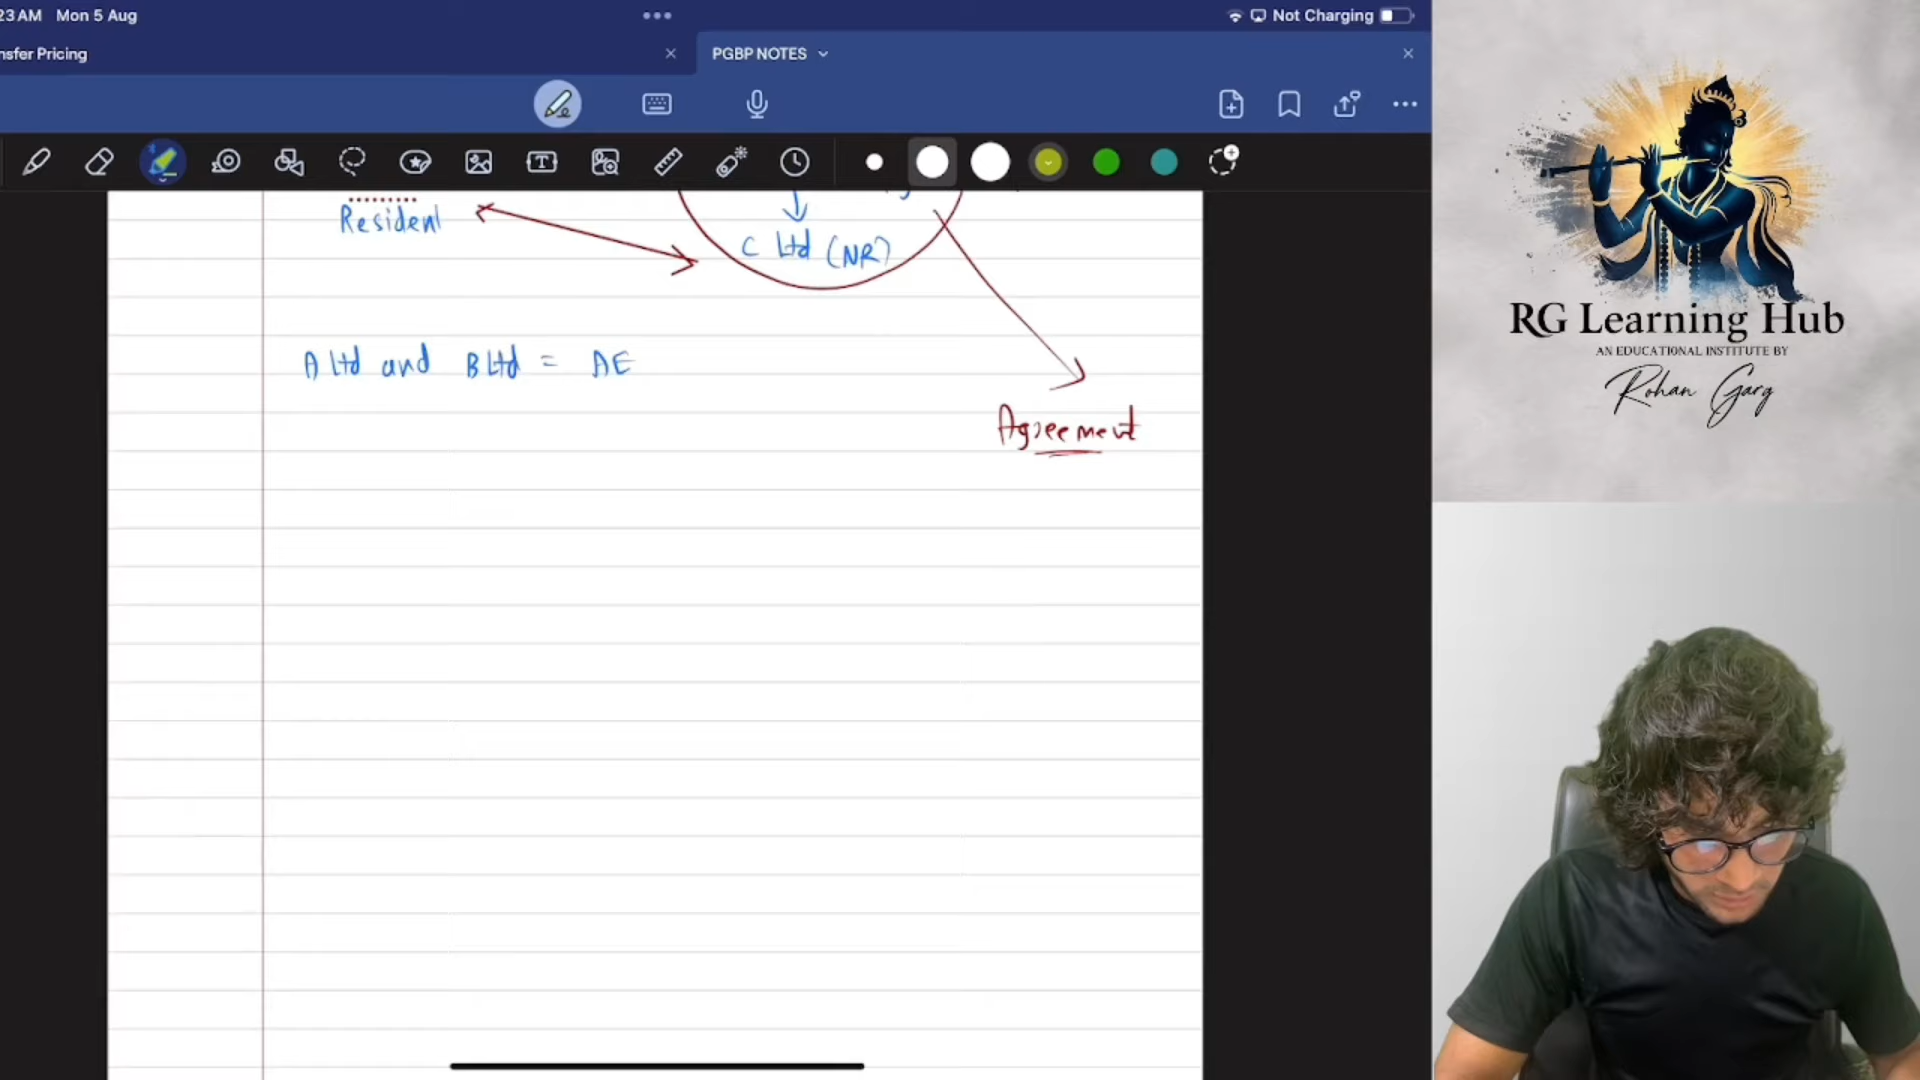 23 AM Mon 5 Aug
Not Charging
nsfer Pricing
PGBP NOTES
Resident
C Ltd (NR)
A Ltd and B Ltd = AE
Agreement
RG Learning Hub
AN EDUCATIONAL INSTITUTE BY
Rohan Garg